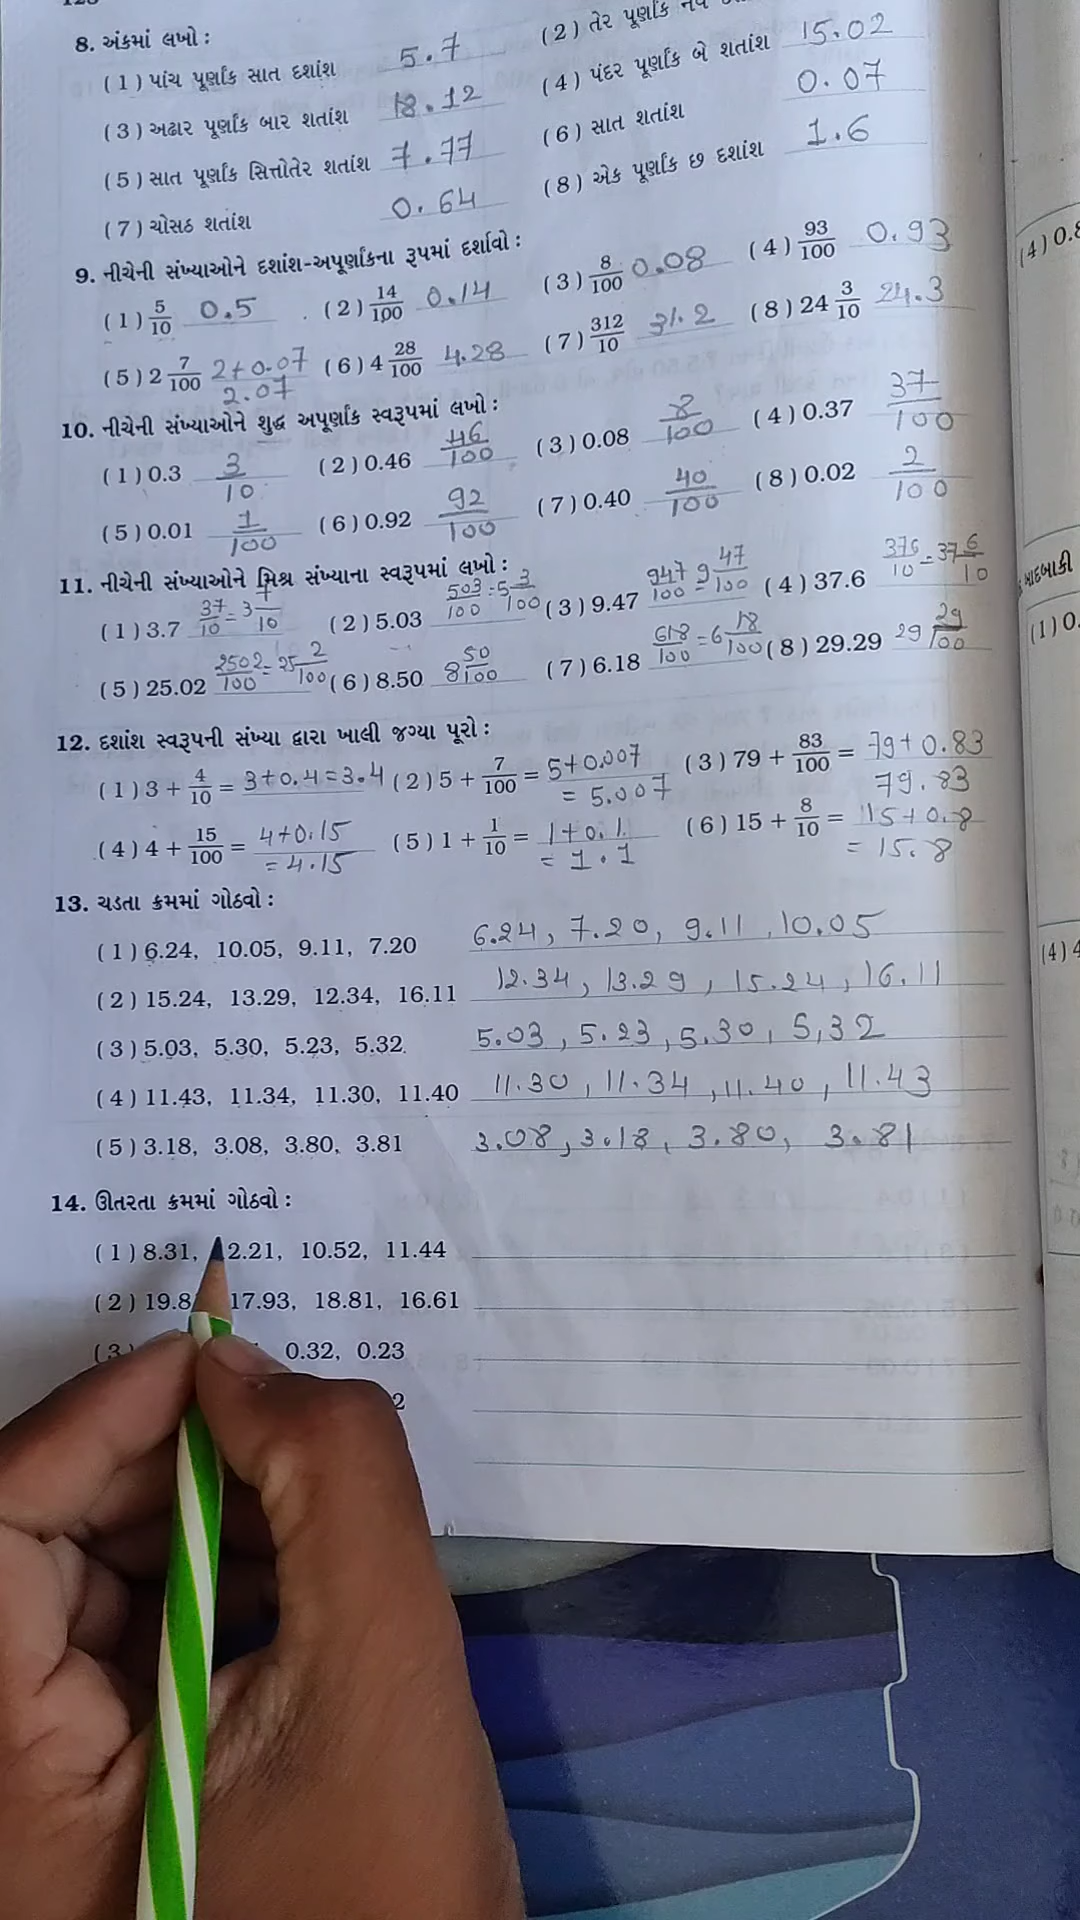 8. અંકમાં લખો :
(1) પાંચ પૂર્ણાંક સાત દશાંશ 5.7 (2) તેર પૂર્ણાંક નવ
(3) અઢાર પૂર્ણાંક બાર શતાંશ 18.12 (4) પંદર પૂર્ણાંક બે શતાંશ 15.02
(5) સાત પૂર્ણાંક સિત્તોતેર શતાંશ 7.77 (6) સાત શતાંશ 0.07
(7) ચોસઠ શતાંશ 0.64 (8) એક પૂર્ણાંક છ દશાંશ 1.6
9. નીચેની સંખ્યાઓને દશાંશ-અપૂર્ણાંકના રૂપમાં દર્શાવો :
(1) 5/10 0.5 (2) 14/100 0.14 (3) 8/100 0.08 (4) 93/100 0.93
(5) 2 7/100 2+0.07 2.07 (6) 4 28/100 4.28 (7) 312/10 31.2 (8) 24 3/10 24.3
10. નીચેની સંખ્યાઓને શુદ્ધ અપૂર્ણાંક સ્વરૂપમાં લખો :
(1) 0.3 3/10 (2) 0.46 46/100 (3) 0.08 8/100 (4) 0.37 37/100
(5) 0.01 1/100 (6) 0.92 92/100 (7) 0.40 40/100 (8) 0.02 2/100
11. નીચેની સંખ્યાઓને મિશ્ર સંખ્યાના સ્વરૂપમાં લખો :
(1) 3.7 37/10 = 3 7/10 (2) 5.03 503/100 = 5 3/100 (3) 9.47 947/100 = 9 47/100 (4) 37.6 376/10 = 37 6/10
(5) 25.02 2502/100 = 25 2/100 (6) 8.50 8 50/100 (7) 6.18 618/100 = 6 18/100 (8) 29.29 29 29/100
12. દશાંશ સ્વરૂપની સંખ્યા દ્વારા ખાલી જગ્યા પૂરો :
(1) 3 + 4/10 = 3+0.4=3.4 (2) 5 + 7/100 = 5+0.007 = 5.007 (3) 79 + 83/100 = 79+0.83 79.83
(4) 4 + 15/100 = 4+0.15 = 4.15 (5) 1 + 1/10 = 1+0.1 = 1.1 (6) 15 + 8/10 = 15+0.8 = 15.8
13. ચડતા ક્રમમાં ગોઠવો :
(1) 6.24, 10.05, 9.11, 7.20 6.24, 7.20, 9.11, 10.05
(2) 15.24, 13.29, 12.34, 16.11 12.34, 13.29, 15.24, 16.11
(3) 5.03, 5.30, 5.23, 5.32 5.03, 5.23, 5.30, 5,32
(4) 11.43, 11.34, 11.30, 11.40 11.30, 11.34, 11.40, 11.43
(5) 3.18, 3.08, 3.80, 3.81 3.08, 3.18, 3.80, 3.81
14. ઊતરતા ક્રમમાં ગોઠવો :
(1) 8.31, 2.21, 10.52, 11.44
(2) 19.8 17.93, 18.81, 16.61
(3) 0.32, 0.23
2
(4) 0.8
બાદબાકી
(1) 0.
(4) 4